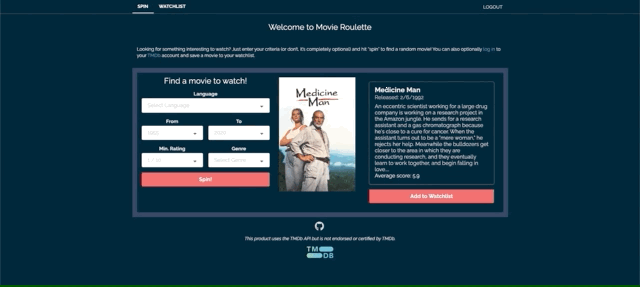 SPIN WATCHLIST LOGOUT
Welcome to Movie Roulette
Looking for something interesting to watch? Just enter your criteria (or don't, it's completely optional) and hit "spin" to find a random movie! You can also optionally log in to
your TMDb account and save a movie to your watchlist.
Find a movie to watch!
Language
Select Language
From To
Min. Rating Genre
Select Genre
Spin!
Medicine
Man
Medicine Man
Released: 2/6/1992
An eccentric scientist working for a large drug
company is working on a research project in
the Amazon jungle. He sends for a research
assistant and a gas chromatograph because
he's close to a cure for cancer. When the
assistant turns out to be a "mere woman," he
rejects her help. Meanwhile the bulldozers get
closer to the area in which they are
conducting research, and they eventually
learn to work together, and begin falling in
love...
Average score: 5.9
Add to Watchlist
This product uses the TMDb API but is not endorsed or certified by TMDb.
TM
DB